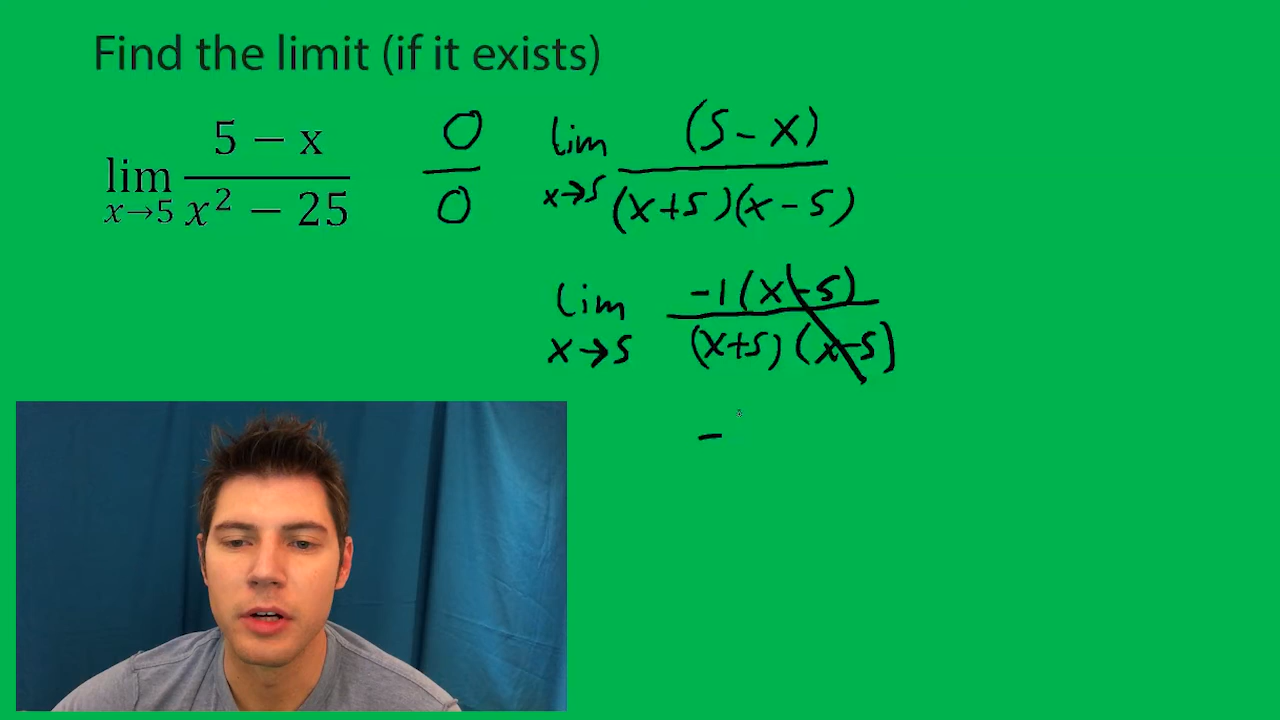 Find the limit (if it exists)
lim x→5 (5 − x)/(x² − 25)
0/0
lim x→5 (5 - x)/((x+5)(x-5))
lim x→5 -1(x-5)/((x+5)(x-5))
-